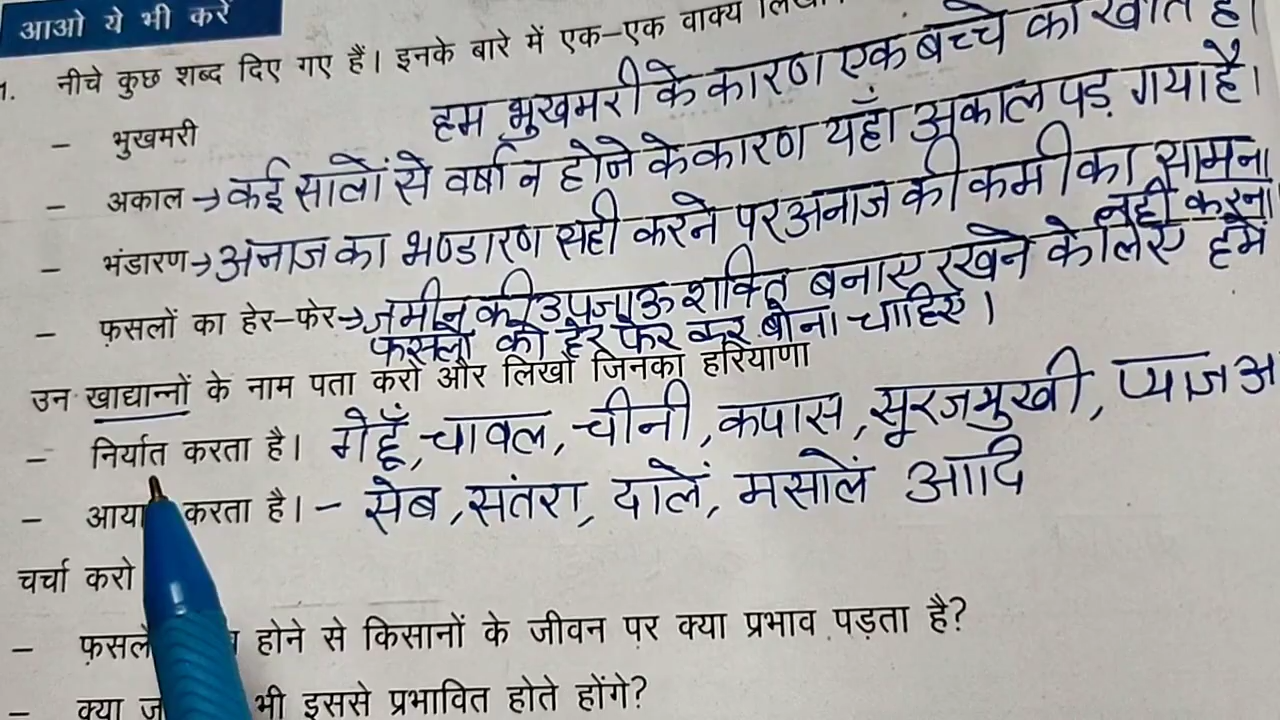 आओ ये भी करें
1. नीचे कुछ शब्द दिए गए हैं। इनके बारे में एक-एक वाक्य
हम भुखमरी के कारण एक बच्चे को
- भुखमरी
- अकाल → कई सालों से वर्षा न होने के कारण यहाँ अकाल पड़ गया है।
- भंडारण → अनाज का भण्डारण सही करने पर अनाज की कमी का सामना
नही करना
- फ़सलों का हेर-फेर → जमीन की उपजाऊ शक्ति बनाए रखने के लिए हमें
फसलों को हेर फेर कर बोना चाहिए।
उन खाद्यान्नों के नाम पता करो और लिखो जिनका हरियाणा
- निर्यात करता है। गेहूँ, चावल, चीनी, कपास, सूरजमुखी, प्याज अ
- आया करता है। - सेब, संतरा, दालें, मसालें आदि
चर्चा करो
- फ़सलें होने से किसानों के जीवन पर क्या प्रभाव पड़ता है?
- क्या भी इससे प्रभावित होते होंगे?